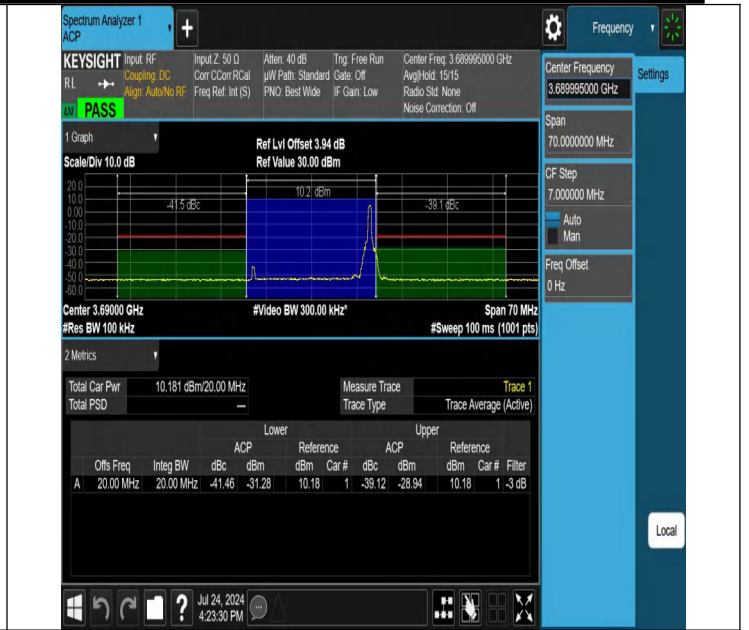 Spectrum Analyzer 1
ACP
+
Frequency
KEYSIGHT Input: RF
Coupling: DC
Align: Auto/No RF
RL
PASS
Input Z: 50 Ω
Corr CCorr RCal
Freq Ref: Int (S)
Atten: 40 dB
µW Path: Standard
PNO: Best Wide
Trig: Free Run
Gate: Off
IF Gain: Low
Center Freq: 3.689995000 GHz
Avg|Hold: 15/15
Radio Std: None
Noise Correction: Off
Center Frequency
3.689995000 GHz
Settings
Span
70.0000000 MHz
CF Step
7.000000 MHz
Auto
Man
Freq Offset
0 Hz
1 Graph
Scale/Div 10.0 dB
Ref Lvl Offset 3.94 dB
Ref Value 30.00 dBm
20.0
10.0
0.00
-10.0
-20.0
-30.0
-40.0
-50.0
-60.0
-41.5 dBc
10.2 dBm
-39.1 dBc
Center 3.69000 GHz #Video BW 300.00 kHz* Span 70 MHz
#Res BW 100 kHz #Sweep 100 ms (1001 pts)
2 Metrics
Total Car Pwr 10.181 dBm/20.00 MHz Measure Trace Trace 1
Total PSD --- Trace Type Trace Average (Active)
Lower Upper
ACP Reference ACP Reference
Offs Freq Integ BW dBc dBm dBm Car # dBc dBm dBm Car # Filter
A 20.00 MHz 20.00 MHz -41.46 -31.28 10.18 1 -39.12 -28.94 10.18 1 -3 dB
Local
?
Jul 24, 2024
4:23:30 PM